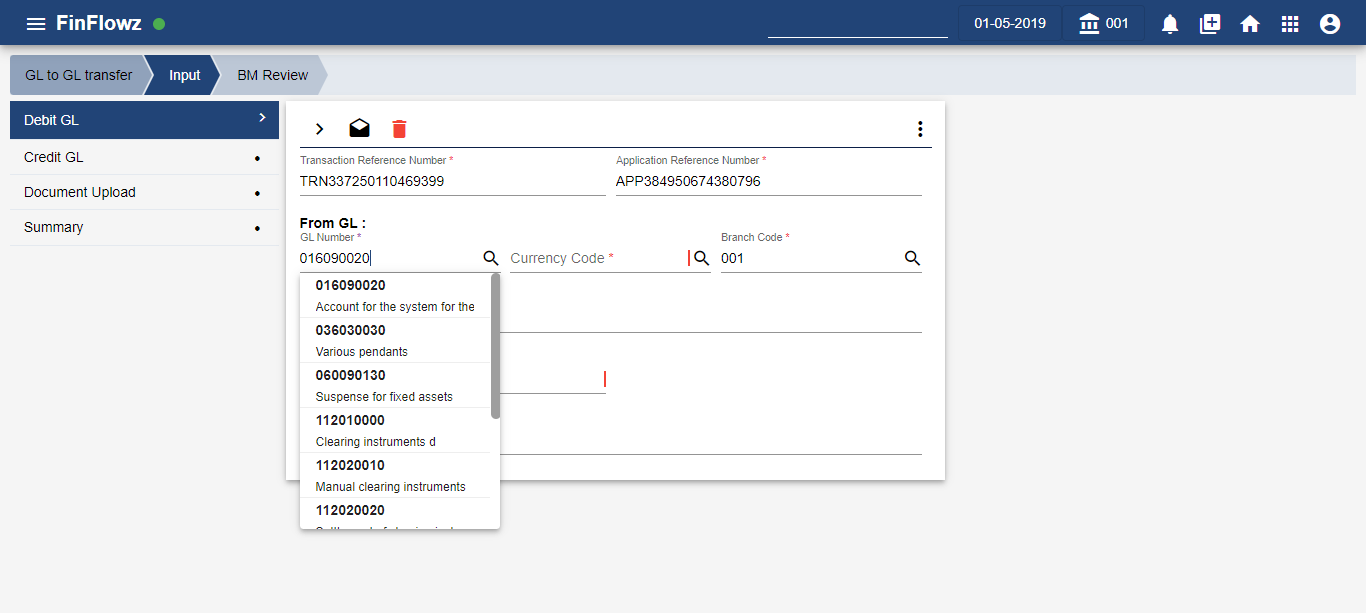 FinFlowz
01-05-2019
001
GL to GL transfer
Input
BM Review
Debit GL
Credit GL
Document Upload
Summary
Transaction Reference Number *
Application Reference Number *
TRN337250110469399
APP384950674380796
From GL :
GL Number *
Branch Code *
016090020
Currency Code *
001
016090020
Account for the system for the
036030030
Various pendants
060090130
Suspense for fixed assets
112010000
Clearing instruments d
112020010
Manual clearing instruments
112020020